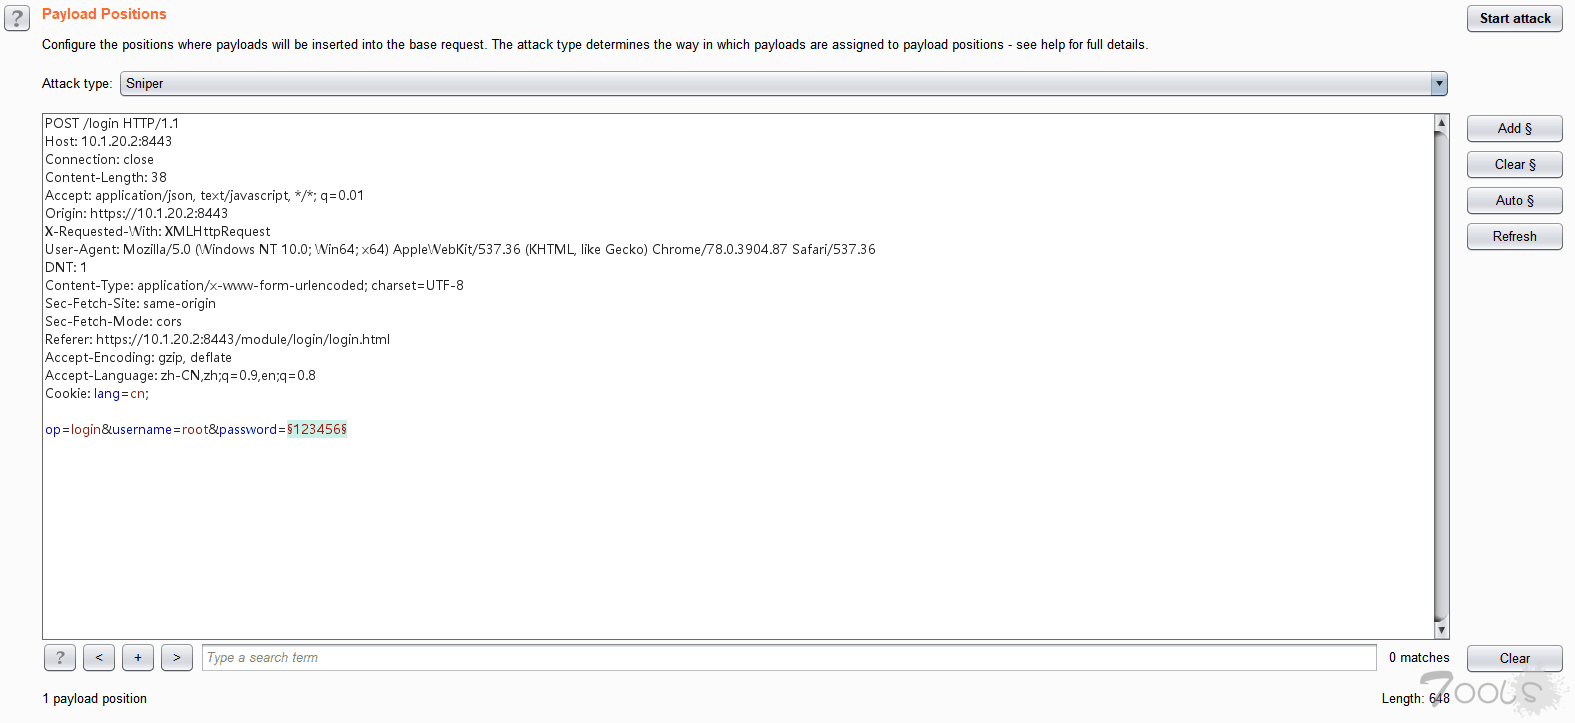 ?
Payload Positions
Start attack
Configure the positions where payloads will be inserted into the base request. The attack type determines the way in which payloads are assigned to payload positions - see help for full details.
Attack type: Sniper
POST /login HTTP/1.1
Host: 10.1.20.2:8443
Connection: close
Content-Length: 38
Accept: application/json, text/javascript, */*; q=0.01
Origin: https://10.1.20.2:8443
X-Requested-With: XMLHttpRequest
User-Agent: Mozilla/5.0 (Windows NT 10.0; Win64; x64) AppleWebKit/537.36 (KHTML, like Gecko) Chrome/78.0.3904.87 Safari/537.36
DNT: 1
Content-Type: application/x-www-form-urlencoded; charset=UTF-8
Sec-Fetch-Site: same-origin
Sec-Fetch-Mode: cors
Referer: https://10.1.20.2:8443/module/login/login.html
Accept-Encoding: gzip, deflate
Accept-Language: zh-CN,zh;q=0.9,en;q=0.8
Cookie: lang=cn;
op=login&username=root&password=§123456§
Add §
Clear §
Auto §
Refresh
? < + > Type a search term 0 matches Clear
1 payload position Length: 648
7ools